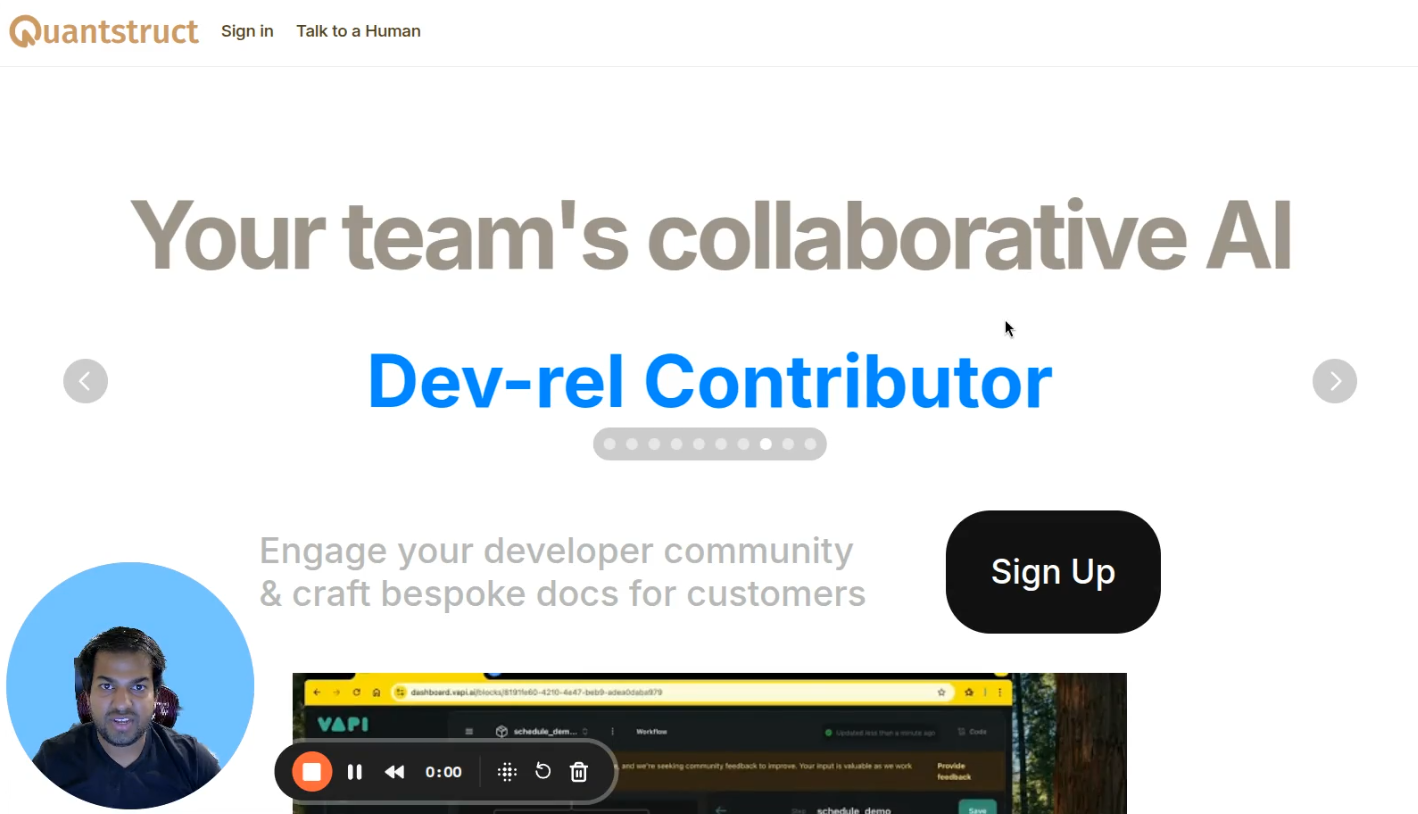 Quantstruct Sign in Talk to a Human
Your team's collaborative AI
Dev-rel Contributor
Engage your developer community
& craft bespoke docs for customers
Sign Up
dashboard.vapi.ai/blocks/8191fe60-4210-4e47-beb9-adea0daba979
VAPI schedule_dem... Workflow Updated less than a minute ago Code
, and we're seeking community feedback to improve. Your input is valuable as we work Provide
feedback
0:00
schedule_demo Save